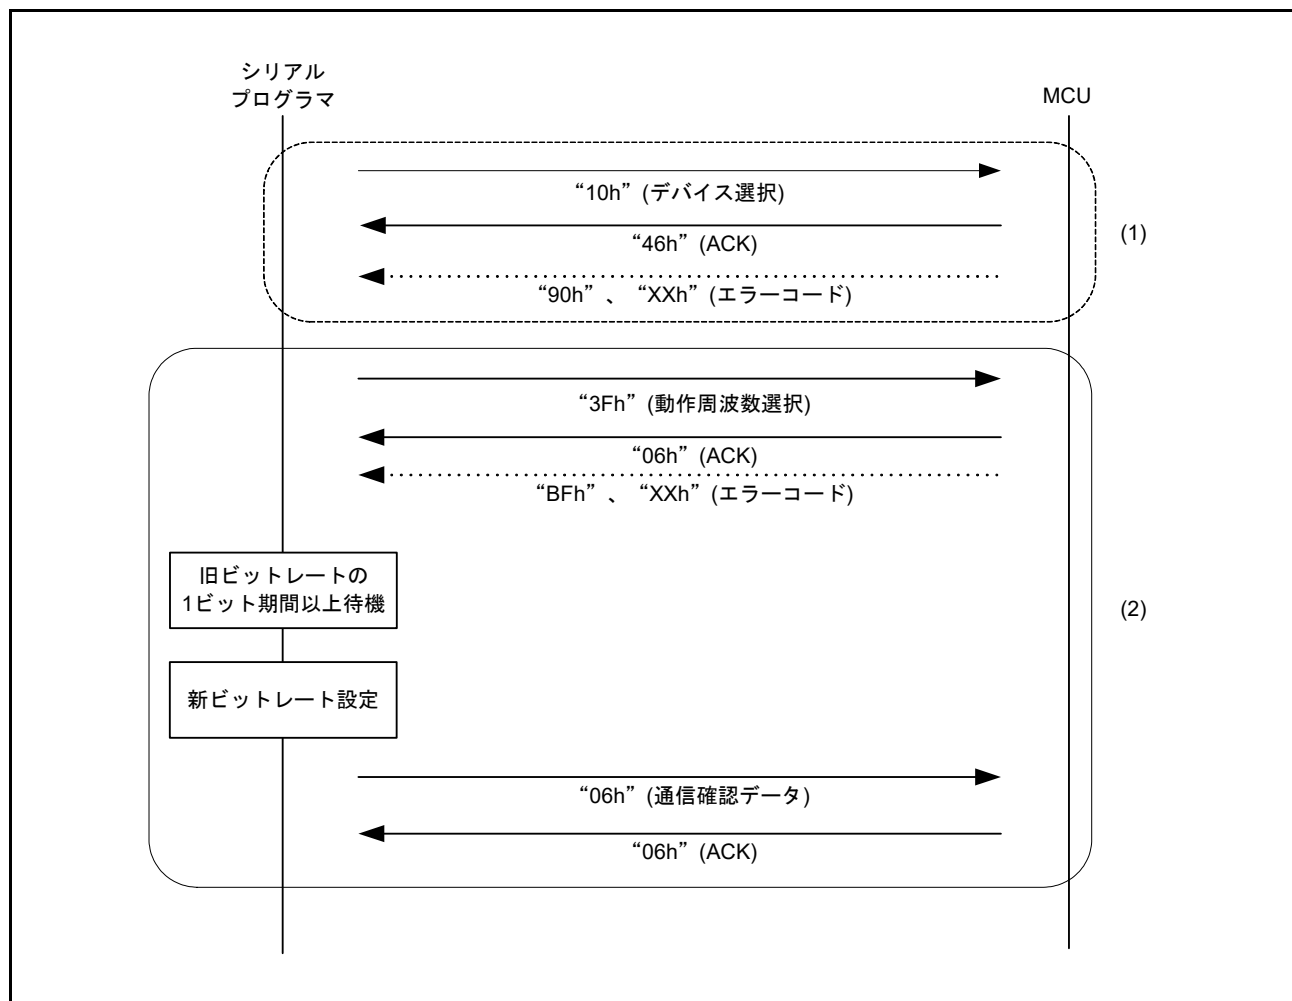 シリアル
プログラマ
MCU
“10h” (デバイス選択)
“46h” (ACK)
(1)
“90h” 、 “XXh” (エラーコード)
“3Fh” (動作周波数選択)
“06h” (ACK)
“BFh” 、 “XXh” (エラーコード)
旧ビットレートの
1ビット期間以上待機
(2)
新ビットレート設定
“06h” (通信確認データ)
“06h” (ACK)